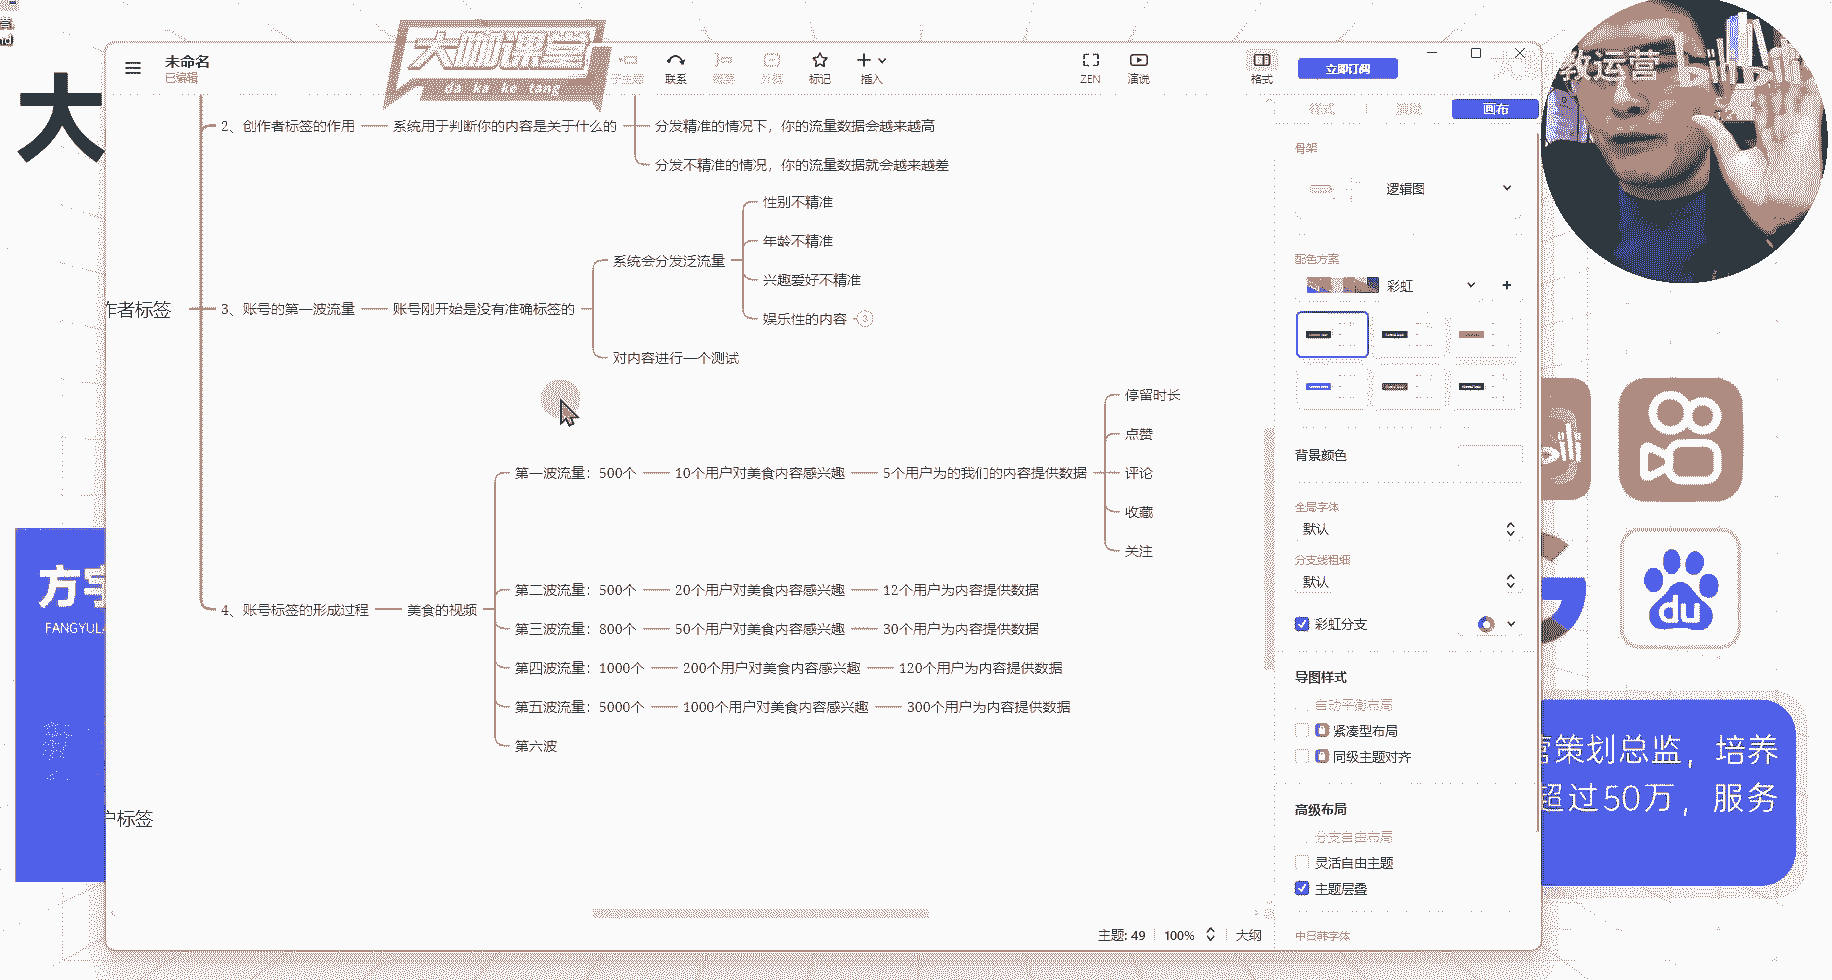 大咖课堂
da ka ke tang
教运营 bilibili
大
未命名
已编辑
子主题
联系
概要
外框
标记
插入
ZEN
演说
格式
立即订阅
样式
演说
画布
2、创作者标签的作用
系统用于判断你的内容是关于什么的
分发精准的情况下，你的流量数据会越来越高
分发不精准的情况，你的流量数据就会越来越差
作者标签
3、账号的第一波流量
账号刚开始是没有准确标签的
系统会分发泛流量
性别不精准
年龄不精准
兴趣爱好不精准
娱乐性的内容
3
对内容进行一个测试
4、账号标签的形成过程
美食的视频
第一波流量：500个
10个用户对美食内容感兴趣
5个用户为的我们的内容提供数据
停留时长
点赞
评论
收藏
关注
第二波流量：500个
20个用户对美食内容感兴趣
12个用户为内容提供数据
第三波流量：800个
50个用户对美食内容感兴趣
30个用户为内容提供数据
第四波流量：1000个
200个用户对美食内容感兴趣
120个用户为内容提供数据
第五波流量：5000个
1000个用户对美食内容感兴趣
300个用户为内容提供数据
第六波
户标签
骨架
逻辑图
配色方案
彩虹
背景颜色
全局字体
默认
分支线粗细
默认
彩虹分支
导图样式
自动平衡布局
紧凑型布局
同级主题对齐
高级布局
分支自由布局
灵活自由主题
主题层叠
中日韩字体
主题: 49
100%
大纲
方宇
FANGYULA
du
营策划总监，培养
超过50万，服务